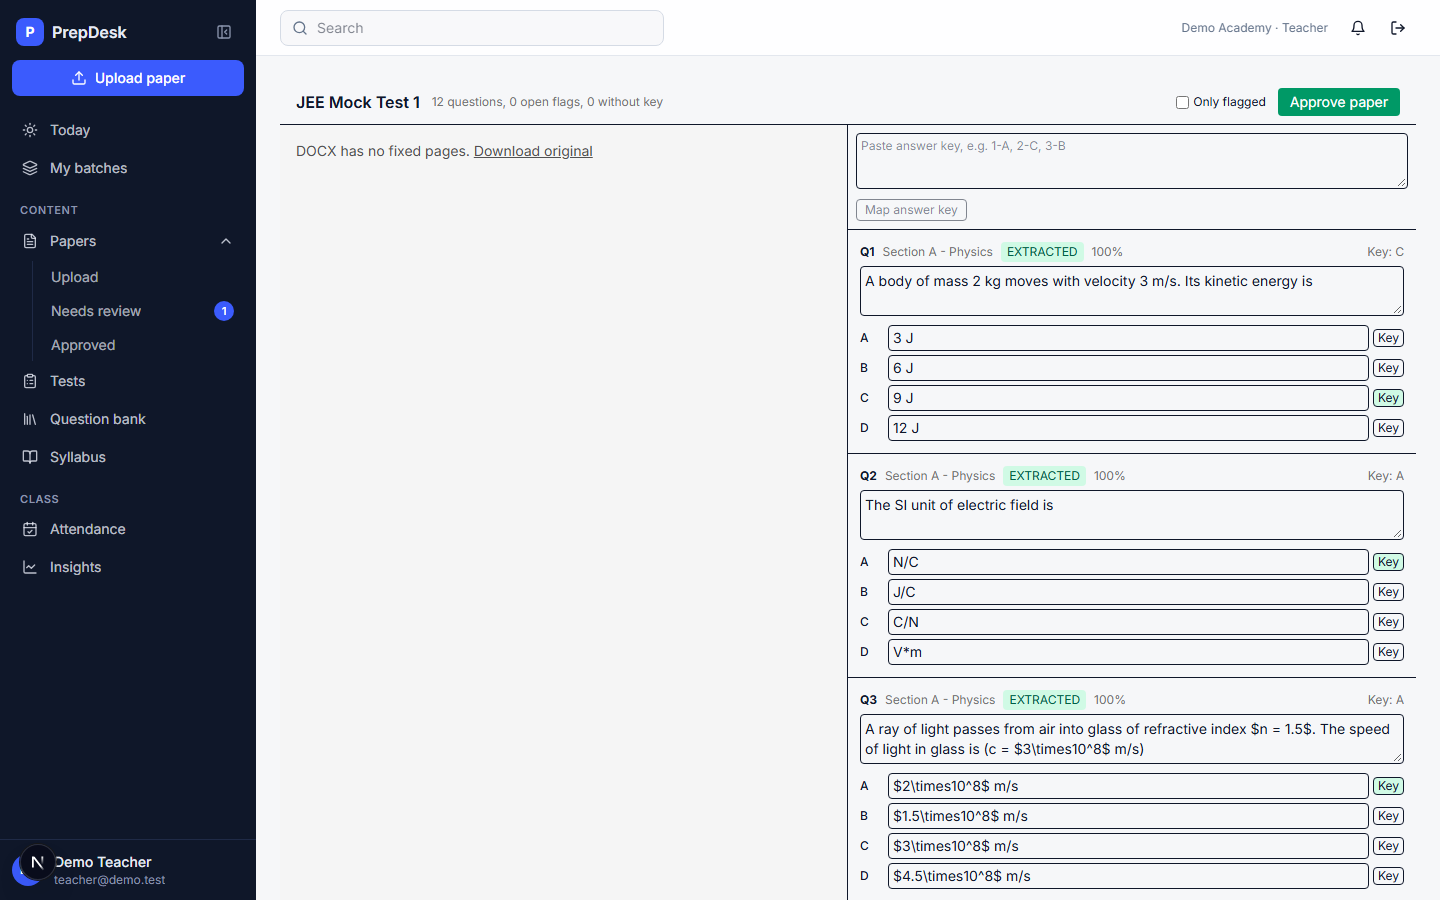 P PrepDesk
Upload paper
Today
My batches
CONTENT
Papers
Upload
Needs review 1
Approved
Tests
Question bank
Syllabus
CLASS
Attendance
Insights
N Demo Teacher
teacher@demo.test
Search
Demo Academy · Teacher
JEE Mock Test 1 12 questions, 0 open flags, 0 without key
Only flagged Approve paper
DOCX has no fixed pages. Download original
Paste answer key, e.g. 1-A, 2-C, 3-B
Map answer key
Q1 Section A - Physics EXTRACTED 100% Key: C
A body of mass 2 kg moves with velocity 3 m/s. Its kinetic energy is
A 3 J Key
B 6 J Key
C 9 J Key
D 12 J Key
Q2 Section A - Physics EXTRACTED 100% Key: A
The SI unit of electric field is
A N/C Key
B J/C Key
C C/N Key
D V*m Key
Q3 Section A - Physics EXTRACTED 100% Key: A
A ray of light passes from air into glass of refractive index $n = 1.5$. The speed
of light in glass is (c = $3\times10^8$ m/s)
A $2\times10^8$ m/s Key
B $1.5\times10^8$ m/s Key
C $3\times10^8$ m/s Key
D $4.5\times10^8$ m/s Key